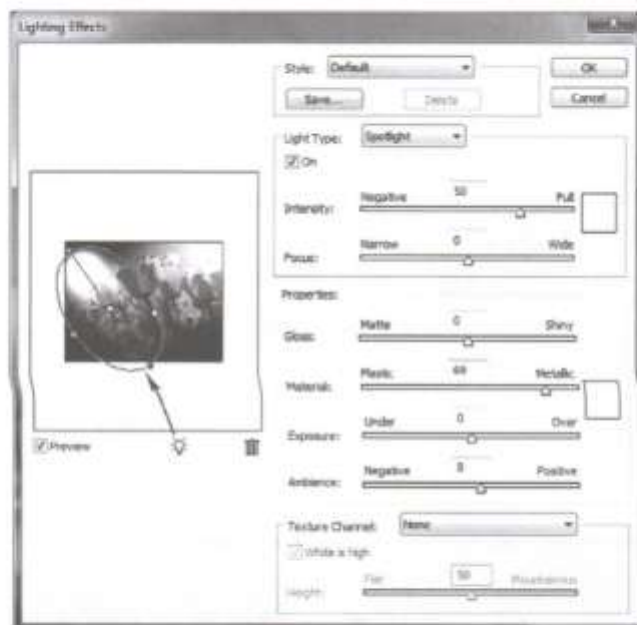 Lighting Effects
Style: Default
OK
Save...
Delete
Cancel
Light Type: Spotlight
On
Intensity: Negative 50 Full
Focus: Narrow 0 Wide
Properties:
Gloss: Matte 0 Shiny
Material: Plastic 69 Metallic
Exposure: Under 0 Over
Ambience: Negative 8 Positive
Preview
Texture Channel: None
White is high
Height: Flat 50 Mountainous